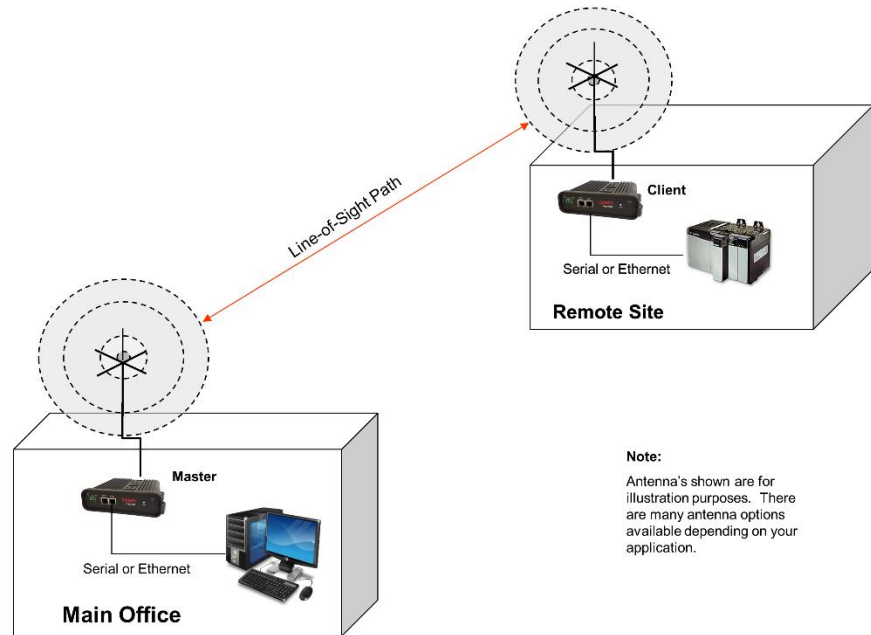 Line-of-Sight Path
Client
Serial or Ethernet
Remote Site
Master
Serial or Ethernet
Main Office
Note:
Antenna's shown are for
illustration purposes. There
are many antenna options
available depending on your
application.